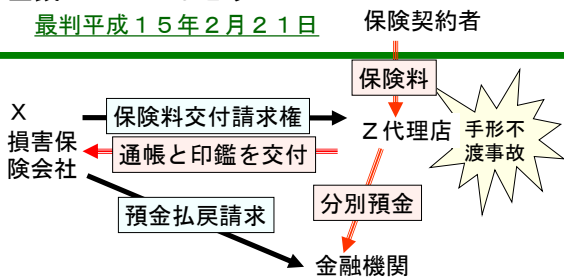 最判平成15年2月21日
保険契約者
保険料
X
損害保
険会社
保険料交付請求権
Z代理店
手形不
渡事故
通帳と印鑑を交付
分別預金
預金払戻請求
金融機関